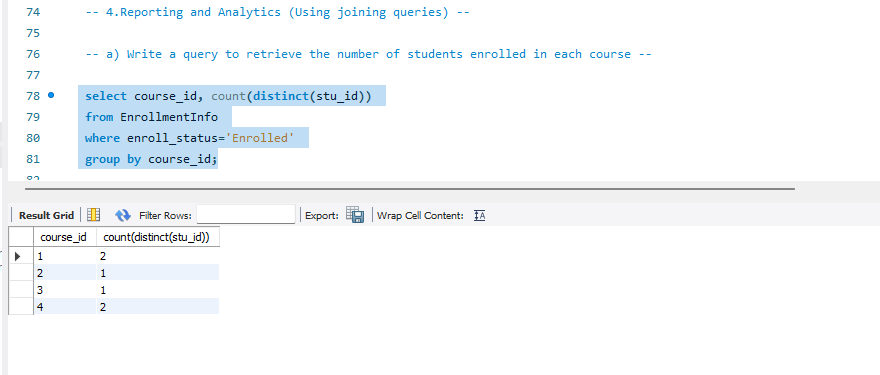 74 -- 4.Reporting and Analytics (Using joining queries) --
75
76 -- a) Write a query to retrieve the number of students enrolled in each course --
77
78 select course_id, count(distinct(stu_id))
79 from EnrollmentInfo
80 where enroll_status='Enrolled'
81 group by course_id;
82
Result Grid Filter Rows: Export: Wrap Cell Content: IA
course_id count(distinct(stu_id))
1 2
2 1
3 1
4 2